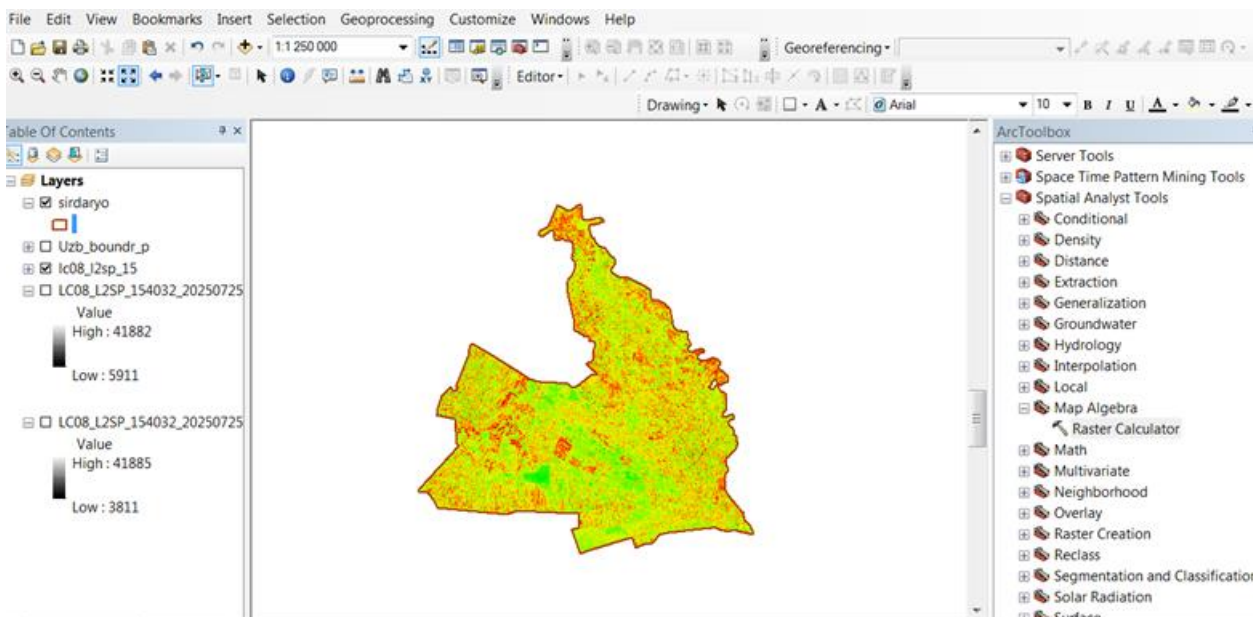 File Edit View Bookmarks Insert Selection Geoprocessing Customize Windows Help
1:1 250 000 Georeferencing
Editor
Drawing A Arial 10 B I U A
Table Of Contents
Layers
sirdaryo
Uzb_boundr_p
lc08_l2sp_15
LC08_L2SP_154032_20250725
Value
High : 41882
Low : 5911
LC08_L2SP_154032_20250725
Value
High : 41885
Low : 3811
ArcToolbox
Server Tools
Space Time Pattern Mining Tools
Spatial Analyst Tools
Conditional
Density
Distance
Extraction
Generalization
Groundwater
Hydrology
Interpolation
Local
Map Algebra
Raster Calculator
Math
Multivariate
Neighborhood
Overlay
Raster Creation
Reclass
Segmentation and Classification
Solar Radiation
Surface